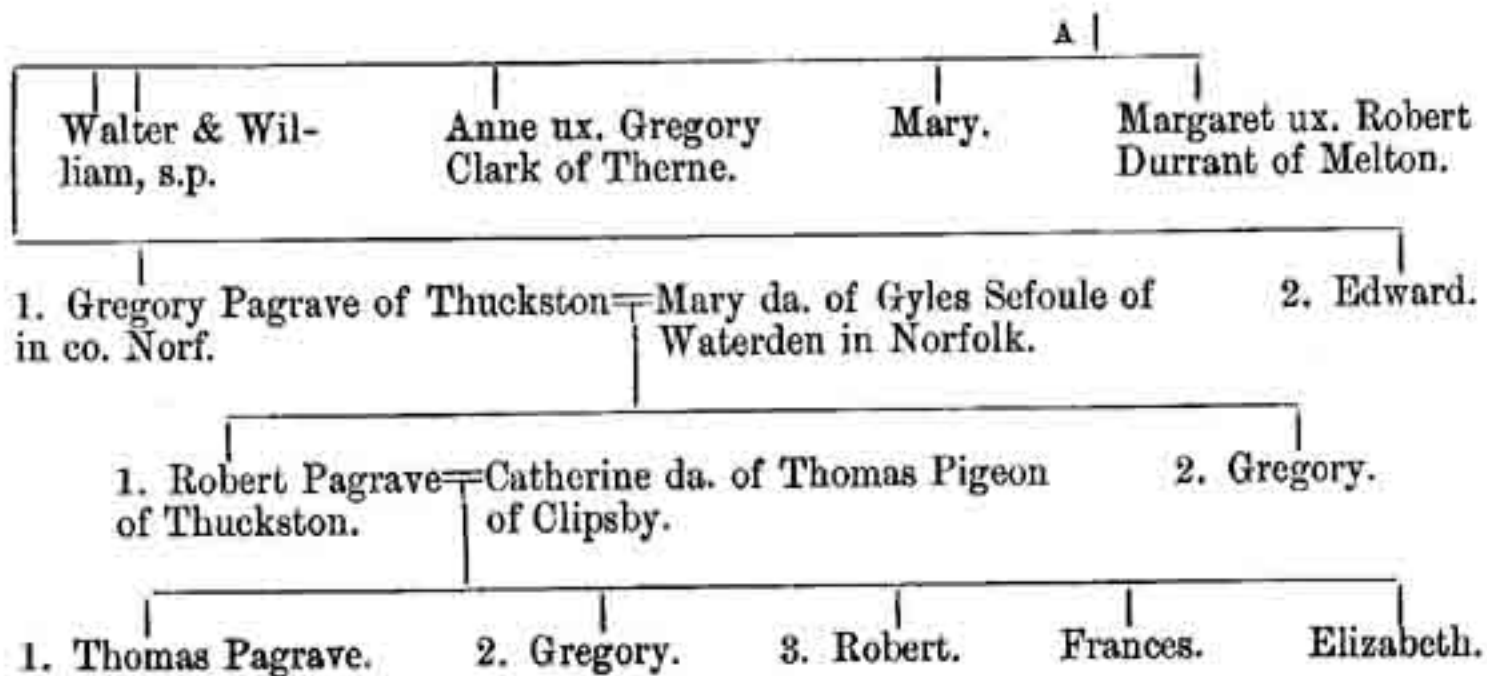 A
Walter & Wil-
liam, s.p.
Anne ux. Gregory
Clark of Therne.
Mary.
Margaret ux. Robert
Durrant of Melton.
1. Gregory Pagrave of Thuckston
in co. Norf.
Mary da. of Gyles Sefoule of
Waterden in Norfolk.
2. Edward.
1. Robert Pagrave
of Thuckston.
Catherine da. of Thomas Pigeon
of Clipsby.
2. Gregory.
1. Thomas Pagrave.
2. Gregory.
3. Robert.
Frances.
Elizabeth.